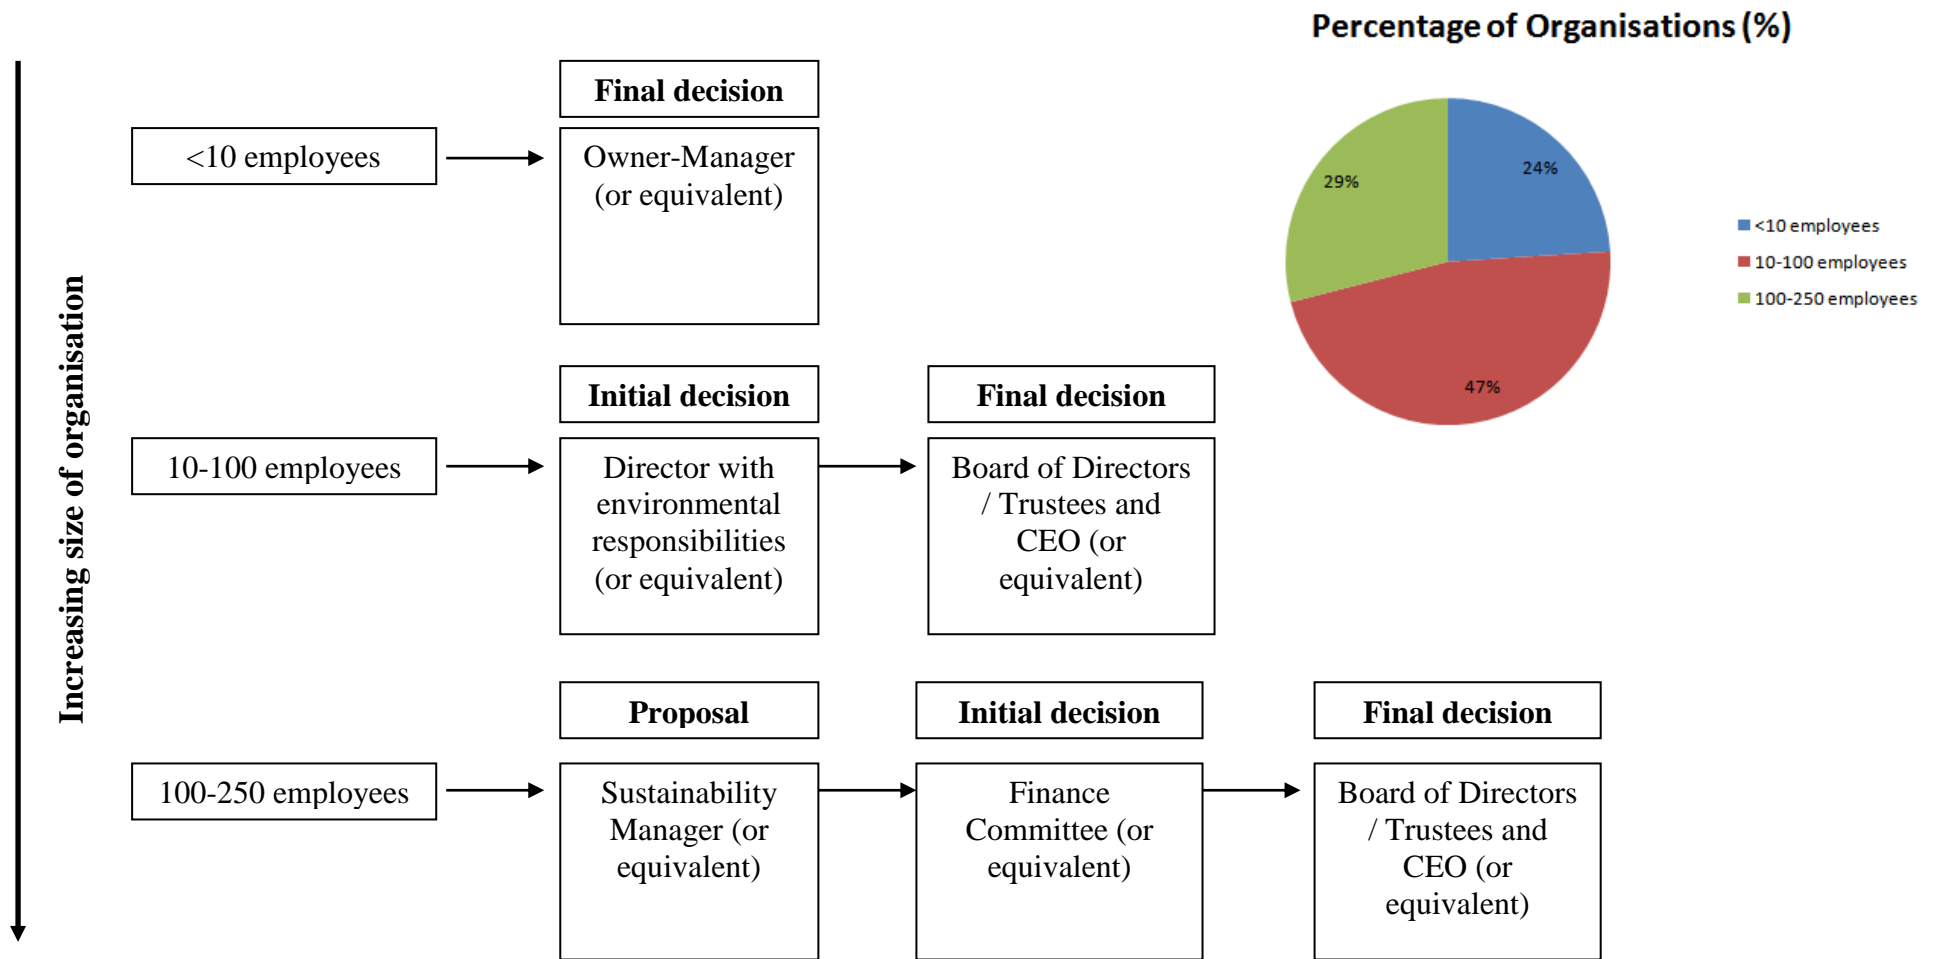 Percentage of Organisations (%)
24%
29%
47%
<10 employees
10-100 employees
100-250 employees
Increasing size of organisation
Final decision
<10 employees
Owner-Manager
(or equivalent)
Initial decision
Final decision
10-100 employees
Director with
environmental
responsibilities
(or equivalent)
Board of Directors
/ Trustees and
CEO (or
equivalent)
Proposal
Initial decision
Final decision
100-250 employees
Sustainability
Manager (or
equivalent)
Finance
Committee (or
equivalent)
Board of Directors
/ Trustees and
CEO (or
equivalent)